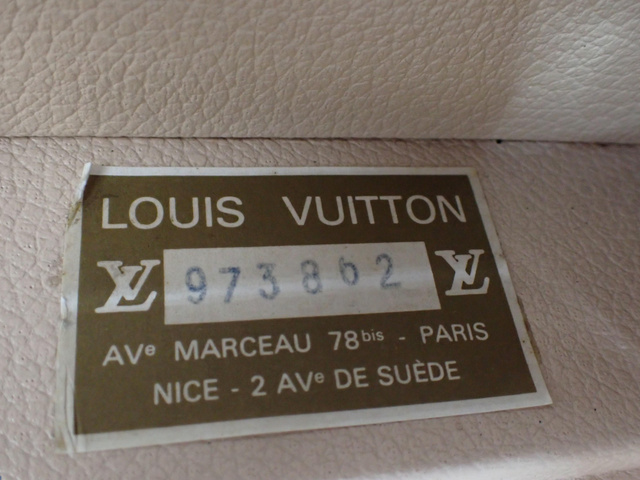 LOUIS VUITTON
LV 973862 LV
AVe MARCEAU 78bis - PARIS
NICE - 2 AVe DE SUÈDE